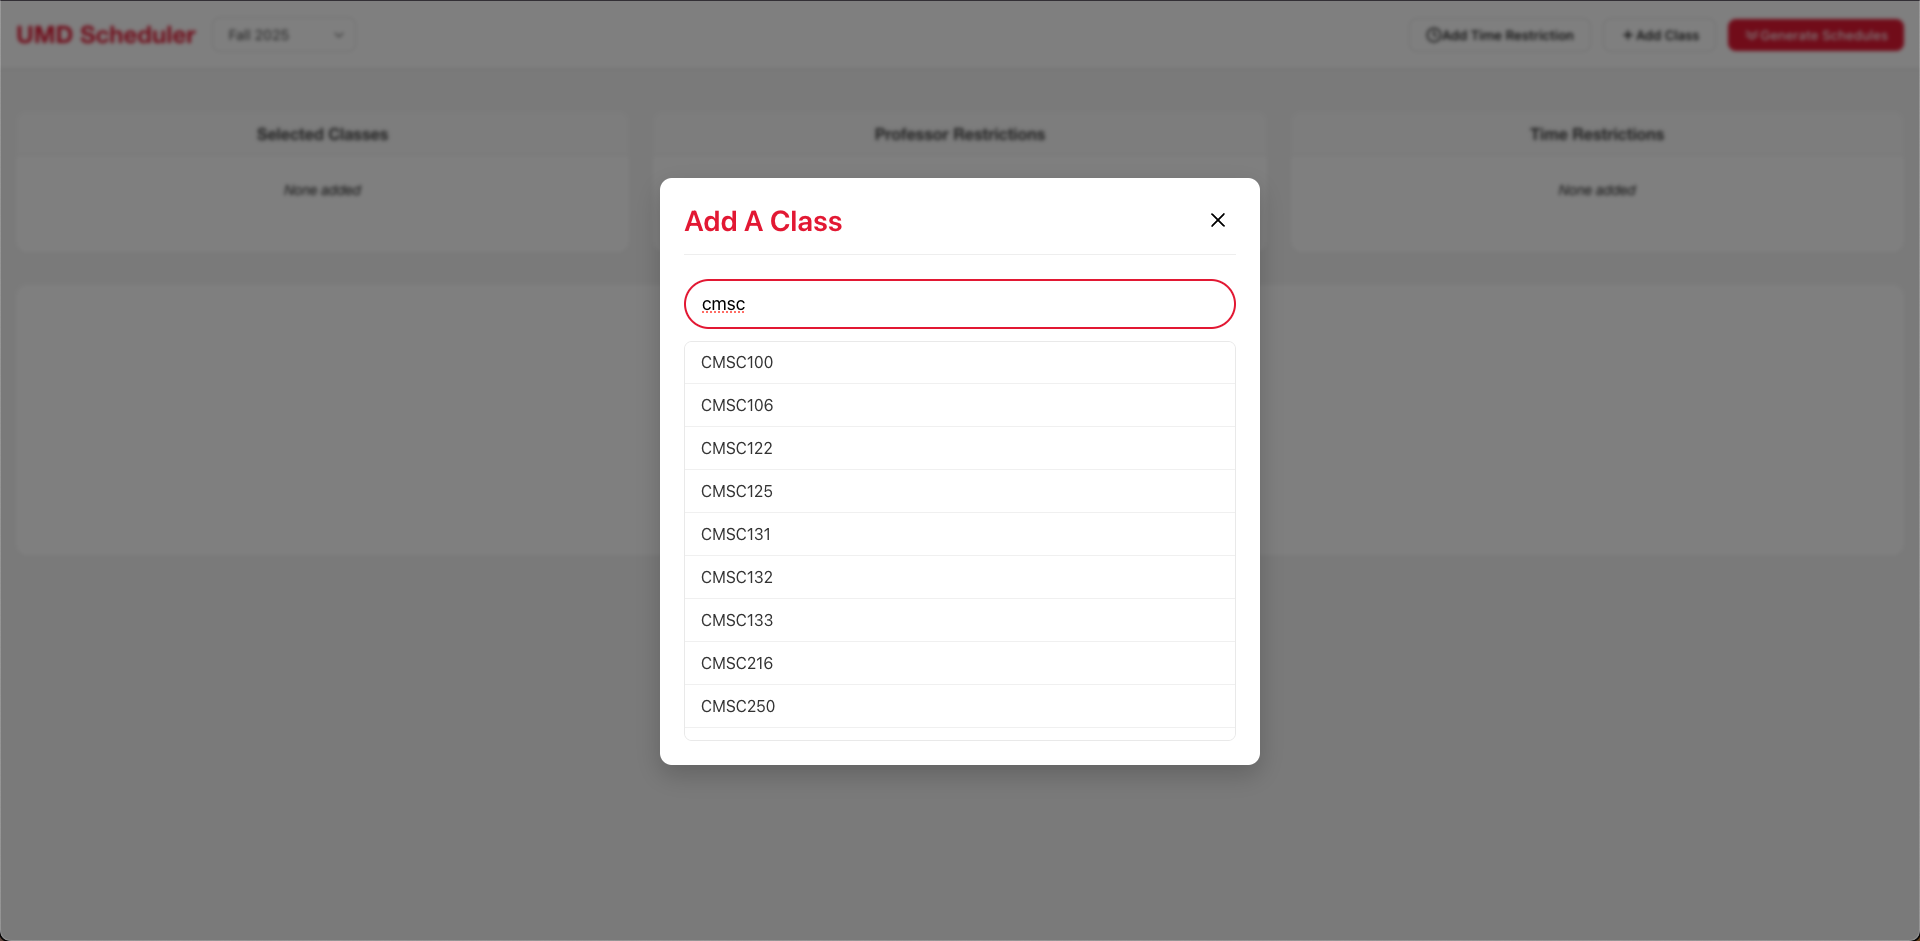 UMD Scheduler
Fall 2025
Add Time Restriction
+ Add Class
Generate Schedules
Selected Classes
Professor Restrictions
Time Restrictions
None added
None added
Add A Class
cmsc
CMSC100
CMSC106
CMSC122
CMSC125
CMSC131
CMSC132
CMSC133
CMSC216
CMSC250